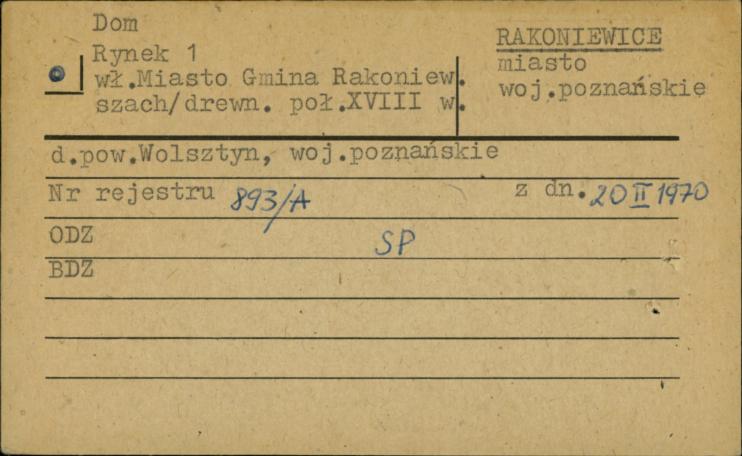 Dom
Rynek 1
wł.Miasto Gmina Rakoniew.
szach/drewn. poł.XVIII w.
RAKONIEWICE
miasto
woj.poznańskie
d.pow.Wolsztyn, woj.poznańskie
Nr rejestru 893/A z dn. 20 II 1970
ODZ SP
BDZ